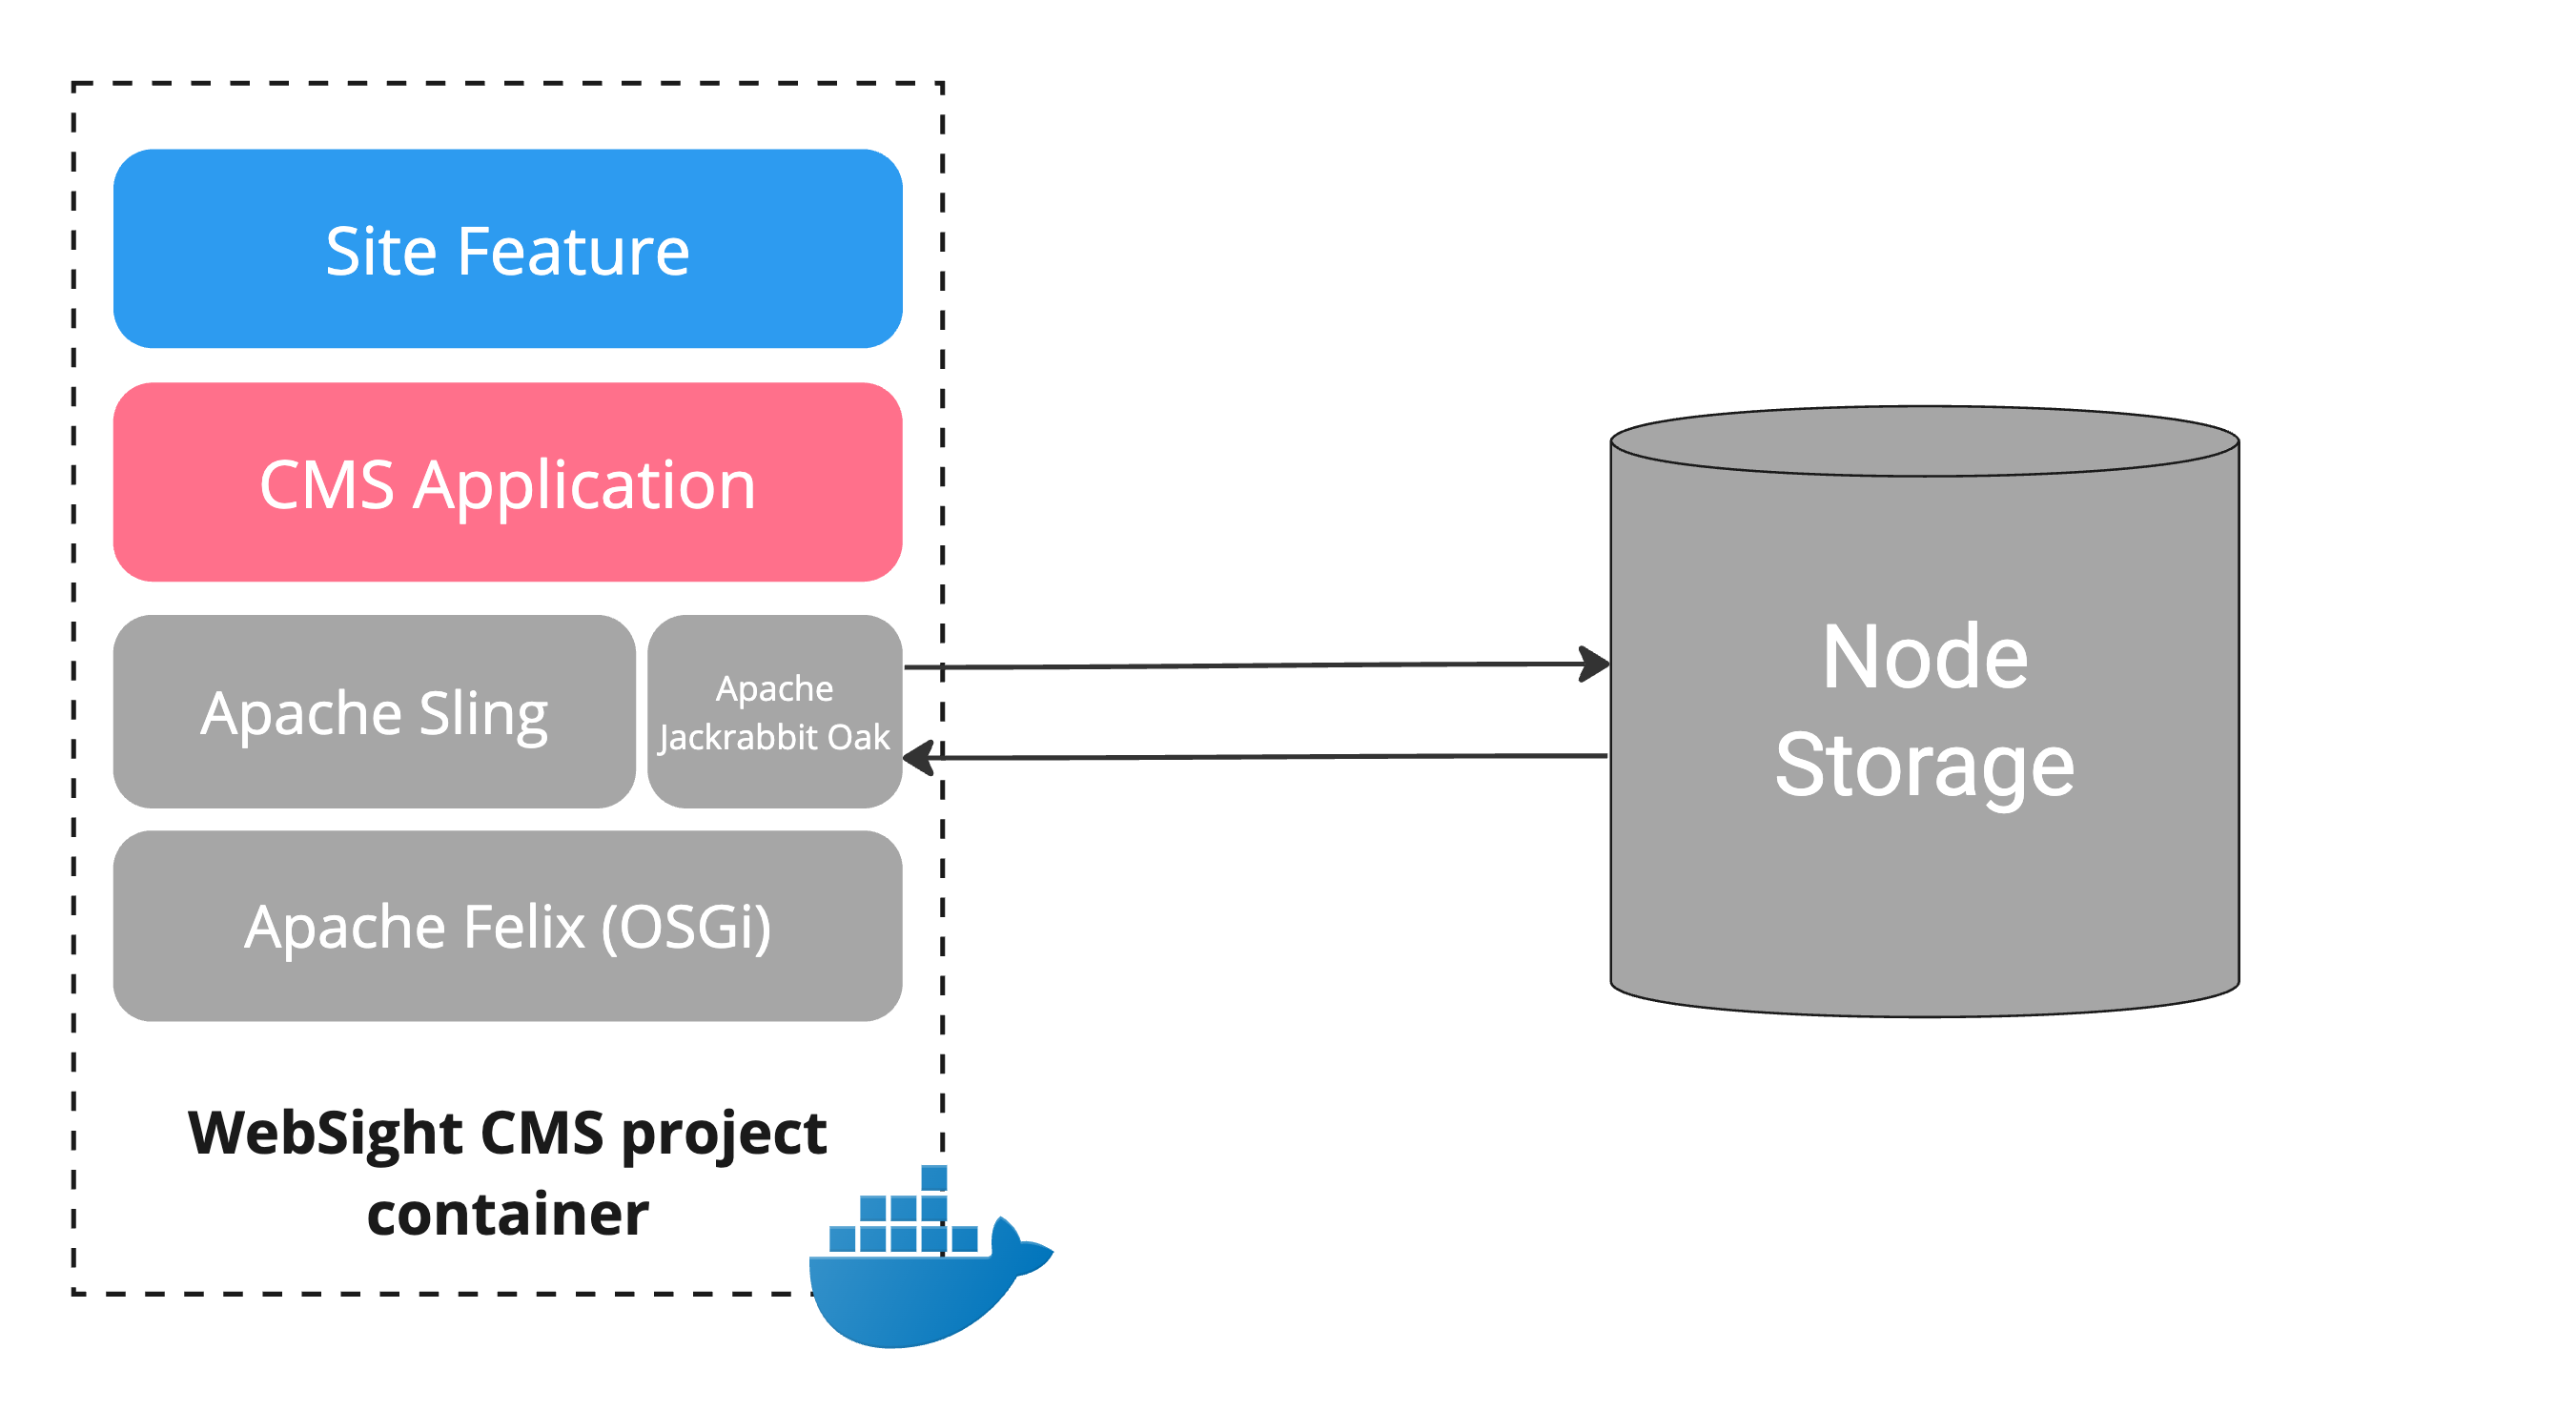 Site Feature
CMS Application
Apache Sling
Apache
Jackrabbit Oak
Apache Felix (OSGi)
WebSight CMS project
container
Node
Storage